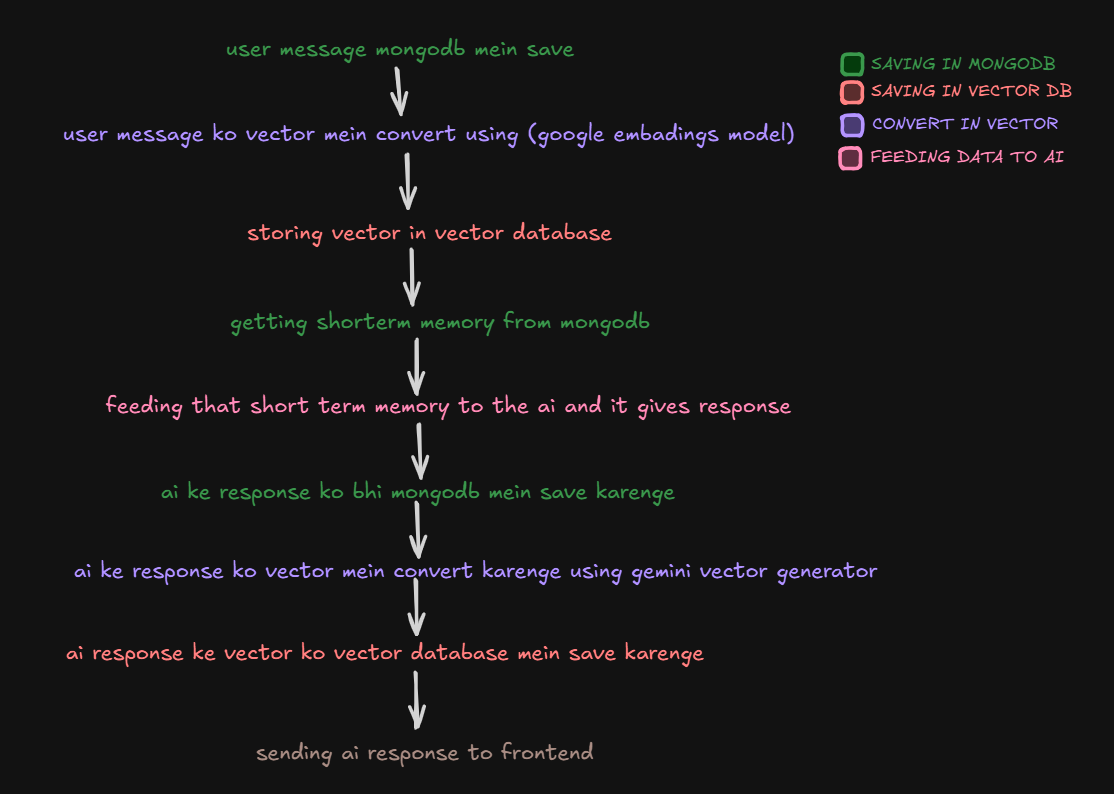 user message mongodb mein save
user message ko vector mein convert using (google embadings model)
storing vector in vector database
getting shorterm memory from mongodb
feeding that short term memory to the ai and it gives response
ai ke response ko bhi mongodb mein save karenge
ai ke response ko vector mein convert karenge using gemini vector generator
ai response ke vector ko vector database mein save karenge
sending ai response to frontend
SAVING IN MONGODB
SAVING IN VECTOR DB
CONVERT IN VECTOR
FEEDING DATA TO AI